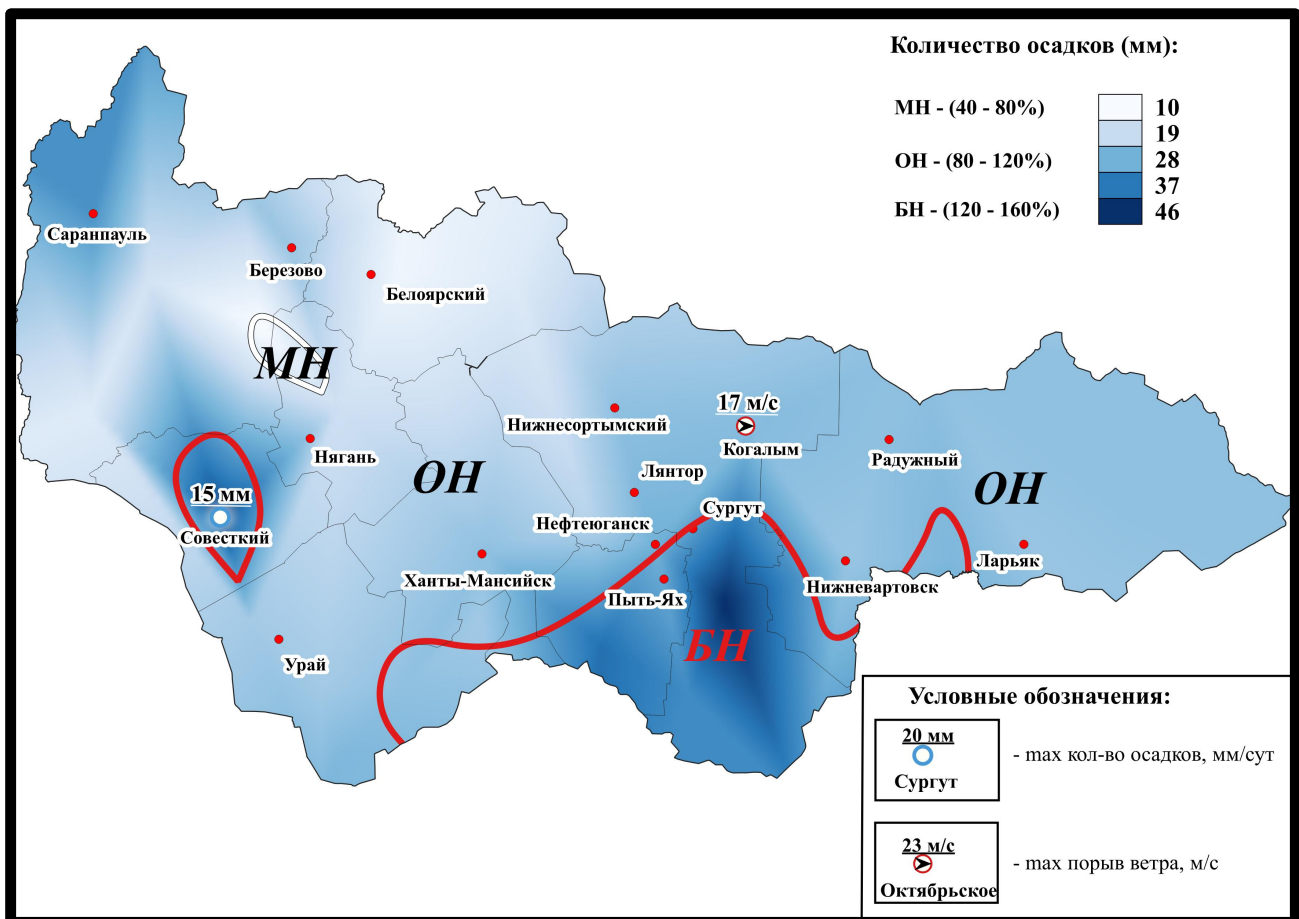 Количество осадков (мм):
МН - (40 - 80%)
10
19
ОН - (80 - 120%)
28
37
БН - (120 - 160%)
46
Саранпауль
Березово
Белоярский
МН
17 м/с
Нижнесортымский
Когалым
Нягань
Радужный
ОН
Лянтор
ОН
15 мм
Сургут
Нефтеюганск
Совесткий
Ларьяк
Ханты-Мансийск
Нижневартовск
Пыть-Ях
БН
Урай
Условные обозначения:
20 мм
- max кол-во осадков, мм/сут
Сургут
23 м/с
- max порыв ветра, м/с
Октябрьское